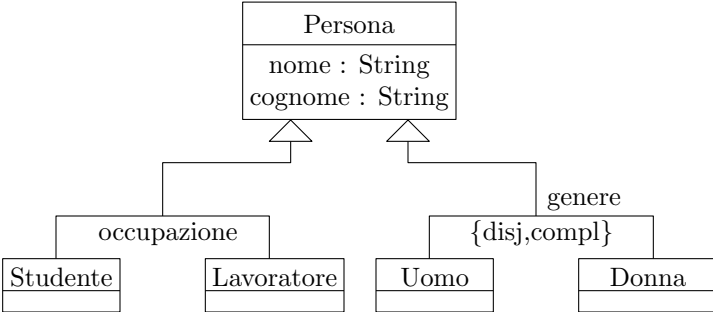 Persona
nome : String
cognome : String
genere
occupazione
{disj,compl}
Studente
Lavoratore
Uomo
Donna